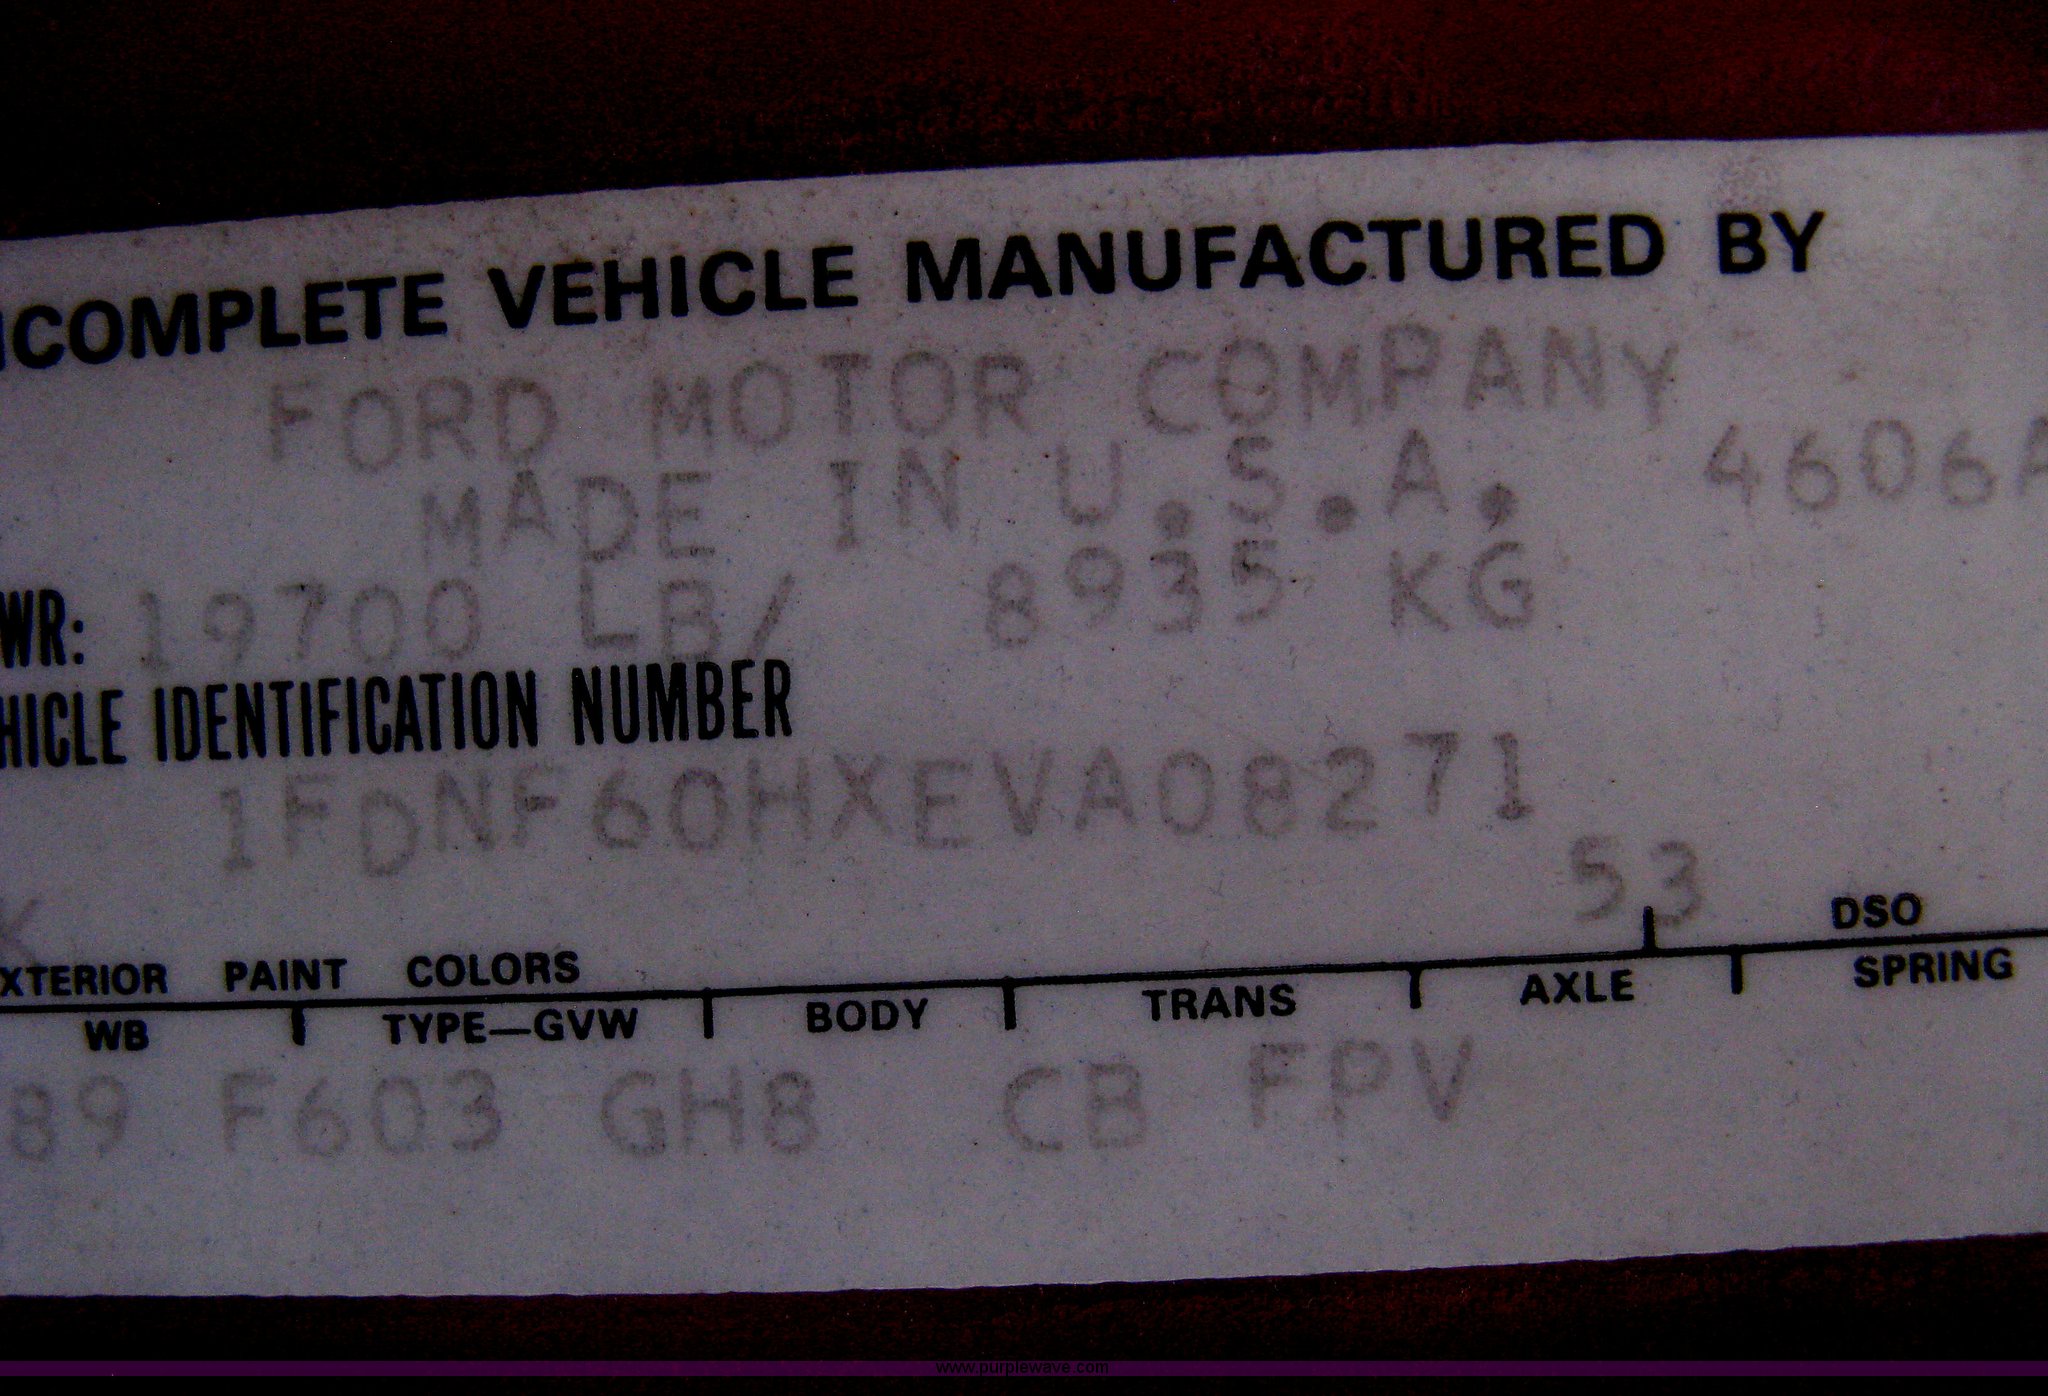 NCOMPLETE VEHICLE MANUFACTURED BY
FORD MOTOR COMPANY
MADE IN U.S.A. 4606A
WR: 19700 LB/ 8935 KG
HICLE IDENTIFICATION NUMBER
1FDNF60HXEVA08271
K 53
XTERIOR PAINT COLORS DSO
WB TYPE—GVW BODY TRANS AXLE SPRING
89 F603 GH8 CB FPV
www.purplewave.com